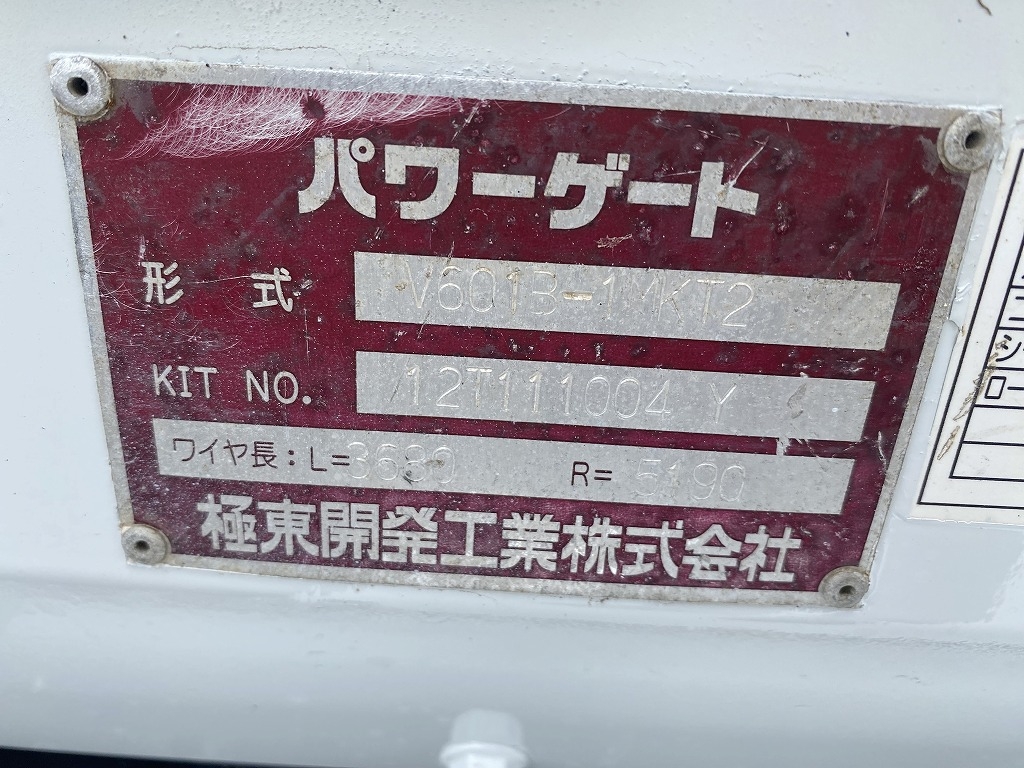 パワーゲート
形 式 V601B-1MKT2
KIT NO. 12T111004 Y
ワイヤ長:L=3690 R= 5190
極東開発工業株式会社